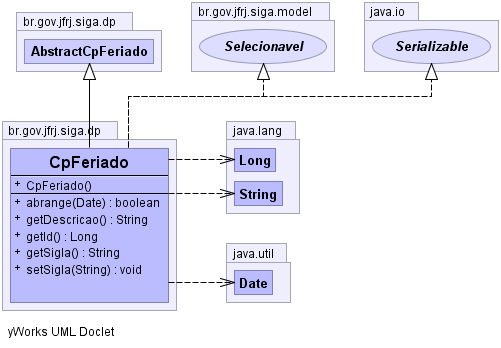 br.gov.jfrj.siga.dp
AbstractCpFeriado
br.gov.jfrj.siga.model
Selecionavel
java.io
Serializable
br.gov.jfrj.siga.dp
CpFeriado
+ CpFeriado()
+ abrange(Date) : boolean
+ getDescricao() : String
+ getId() : Long
+ getSigla() : String
+ setSigla(String) : void
java.lang
Long
String
java.util
Date
yWorks UML Doclet